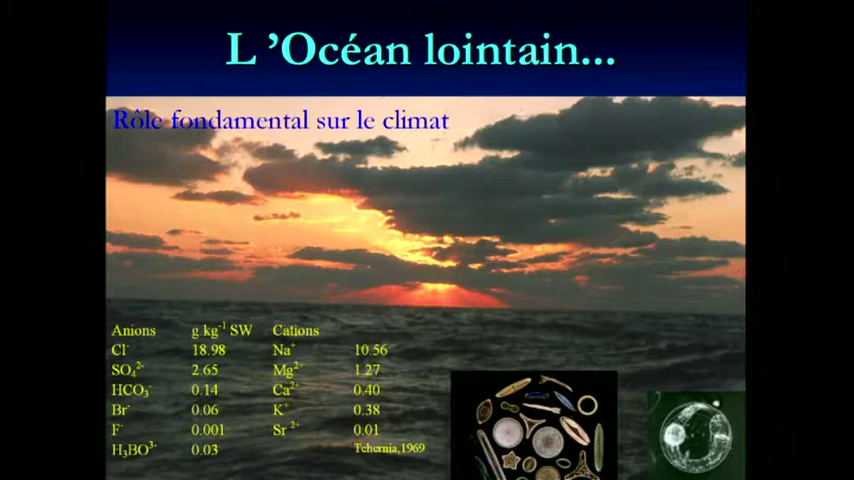 L ’Océan lointain...
Rôle fondamental sur le climat
Anions g.kg-1 SW Cations
Cl- 18.98 Na+ 10.56
SO42- 2.65 Mg2+ 1.27
HCO3- 0.14 Ca2+ 0.40
Br- 0.06 K+ 0.38
F- 0.001 Sr 2+ 0.01
H3BO3- 0.03 Tchernia,1969